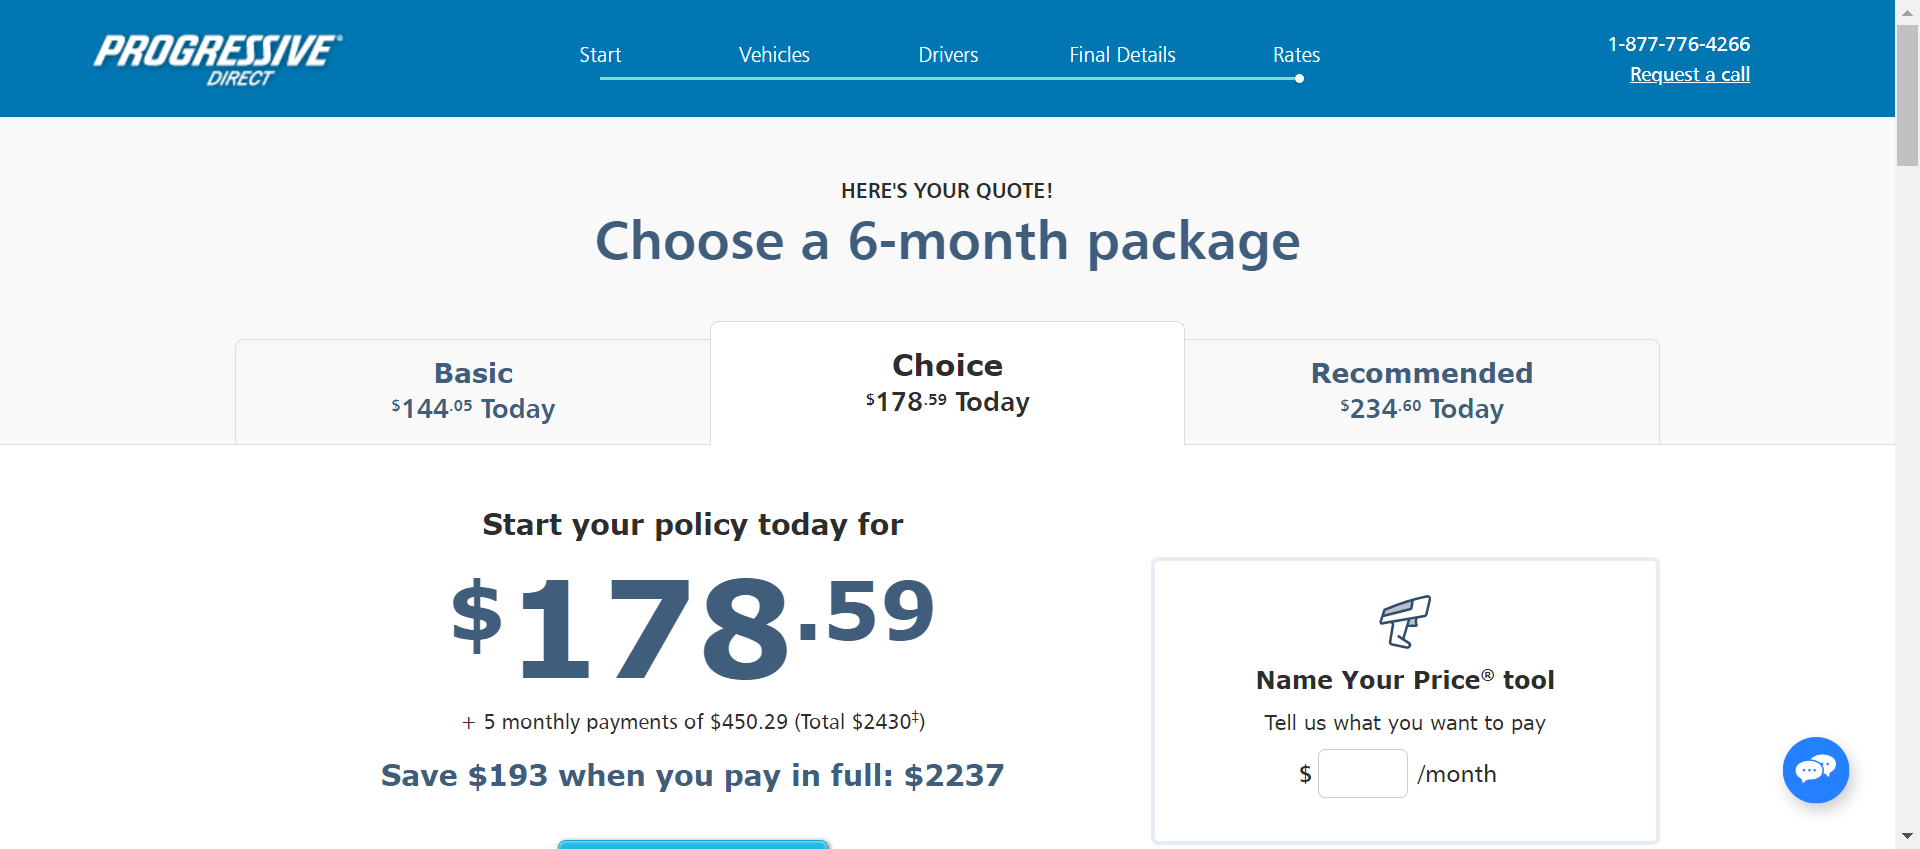 PROGRESSIVE®
DIRECT
Start
Vehicles
Drivers
Final Details
Rates
1-877-776-4266
Request a call
HERE'S YOUR QUOTE!
Choose a 6-month package
Basic
$144.05 Today
Choice
$178.59 Today
Recommended
$234.60 Today
Start your policy today for
$178.59
+ 5 monthly payments of $450.29 (Total $2430‡)
Save $193 when you pay in full: $2237
Name Your Price® tool
Tell us what you want to pay
$ /month